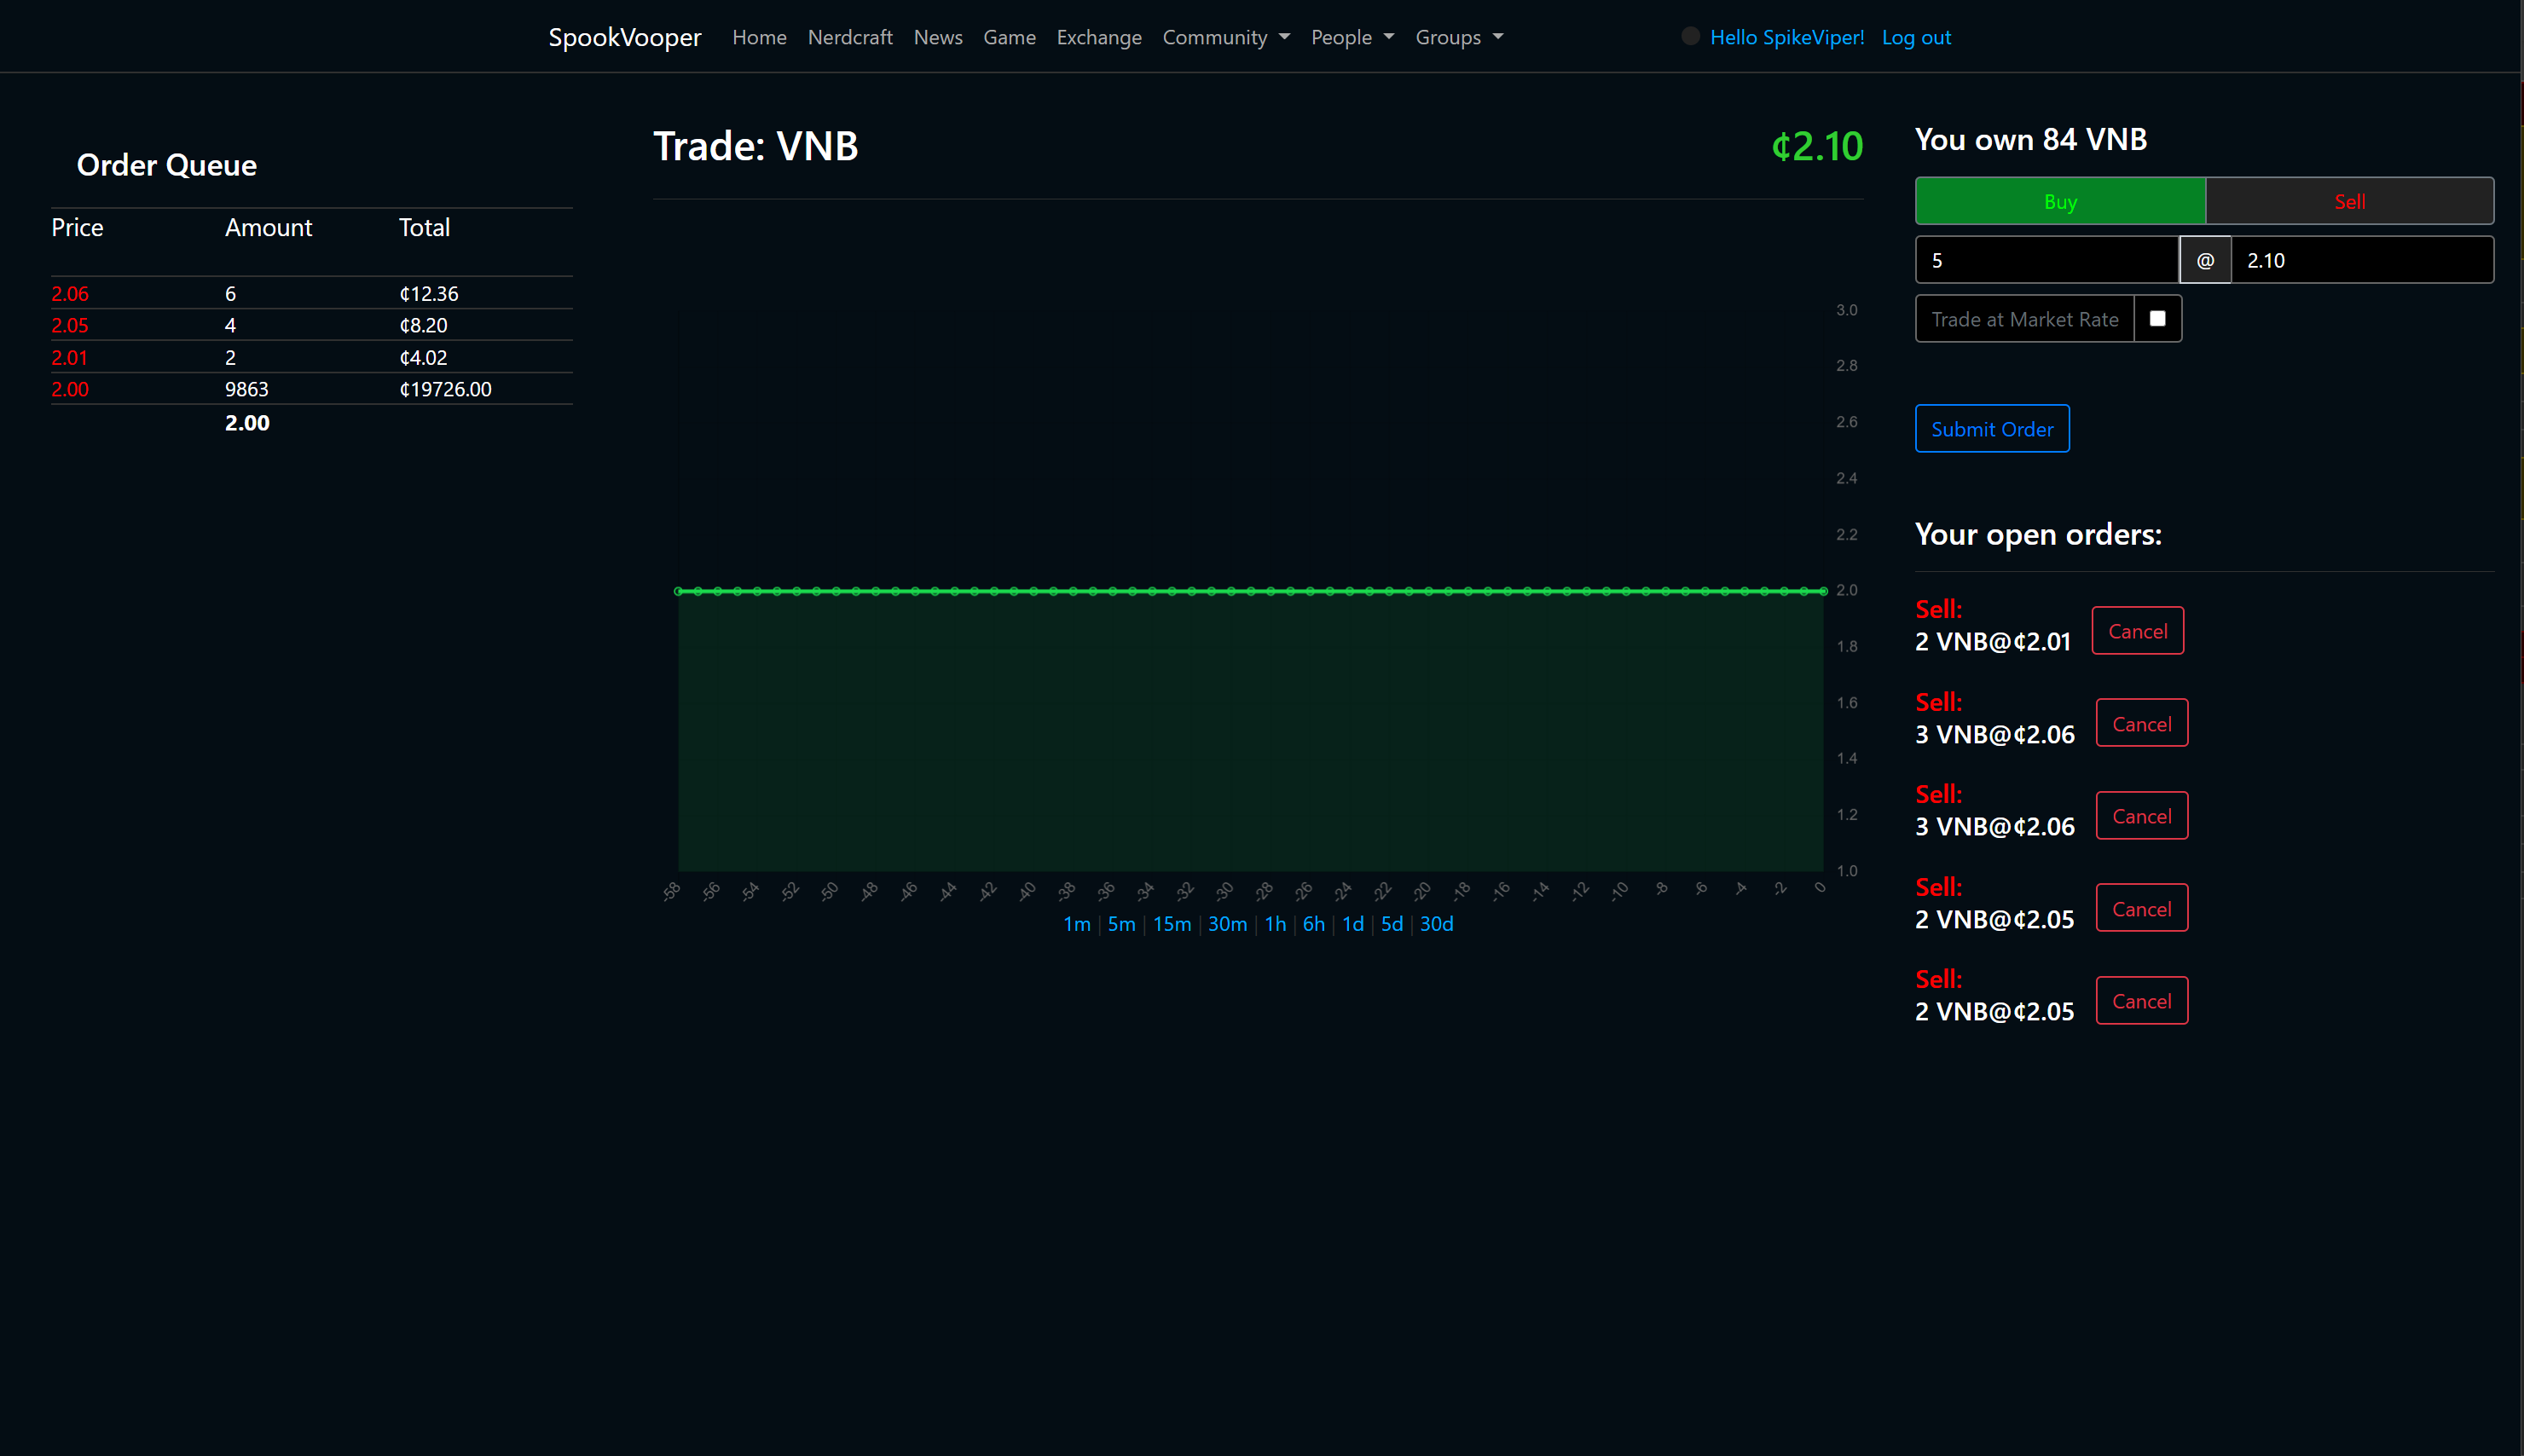 SpookVooper Home Nerdcraft News Game Exchange Community People Groups Hello SpikeViper! Log out
Order Queue
Price Amount Total
2.06 6 ₵12.36
2.05 4 ₵8.20
2.01 2 ₵4.02
2.00 9863 ₵19726.00
2.00
Trade: VNB ₵2.10
3.0
2.8
2.6
2.4
2.2
2.0
1.8
1.6
1.4
1.2
1.0
-58 -56 -54 -52 -50 -48 -46 -44 -42 -40 -38 -36 -34 -32 -30 -28 -26 -24 -22 -20 -18 -16 -14 -12 -10 -8 -6 -4 -2 0
1m | 5m | 15m | 30m | 1h | 6h | 1d | 5d | 30d
You own 84 VNB
Buy Sell
5 @ 2.10
Trade at Market Rate
Submit Order
Your open orders:
Sell:
2 VNB@₵2.01 Cancel
Sell:
3 VNB@₵2.06 Cancel
Sell:
3 VNB@₵2.06 Cancel
Sell:
2 VNB@₵2.05 Cancel
Sell:
2 VNB@₵2.05 Cancel